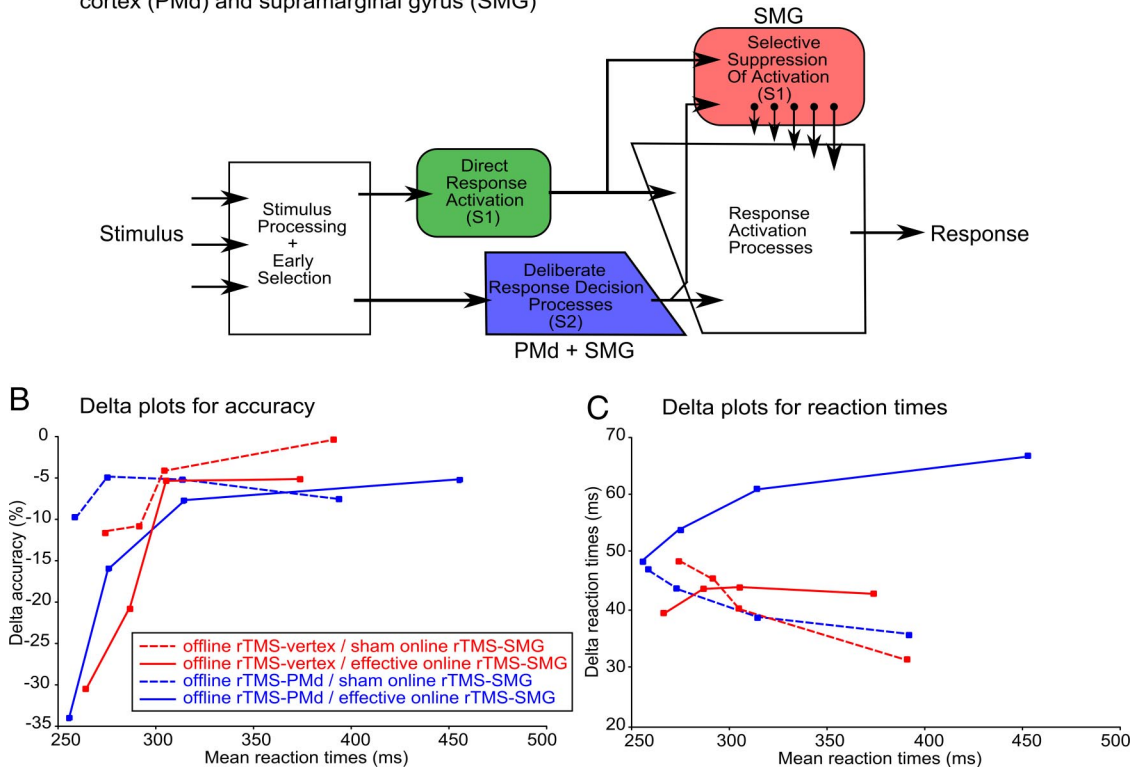 cortex (PMd) and supramarginal gyrus (SMG)
SMG
Selective
Suppression
Of Activation
(S1)
Direct
Response
Activation
(S1)
Stimulus
Stimulus
Processing
+
Early
Selection
Response
Activation
Processes
Response
Deliberate
Response Decision
Processes
(S2)
PMd + SMG
B
Delta plots for accuracy
Delta accuracy (%)
0
-5
-10
-15
-20
-25
-30
-35
offline rTMS-vertex / sham online rTMS-SMG
offline rTMS-vertex / effective online rTMS-SMG
offline rTMS-PMd / sham online rTMS-SMG
offline rTMS-PMd / effective online rTMS-SMG
250 300 350 400 450 500
Mean reaction times (ms)
C
Delta plots for reaction times
Delta reaction times (ms)
70
60
50
40
30
20
250 300 350 400 450 500
Mean reaction times (ms)